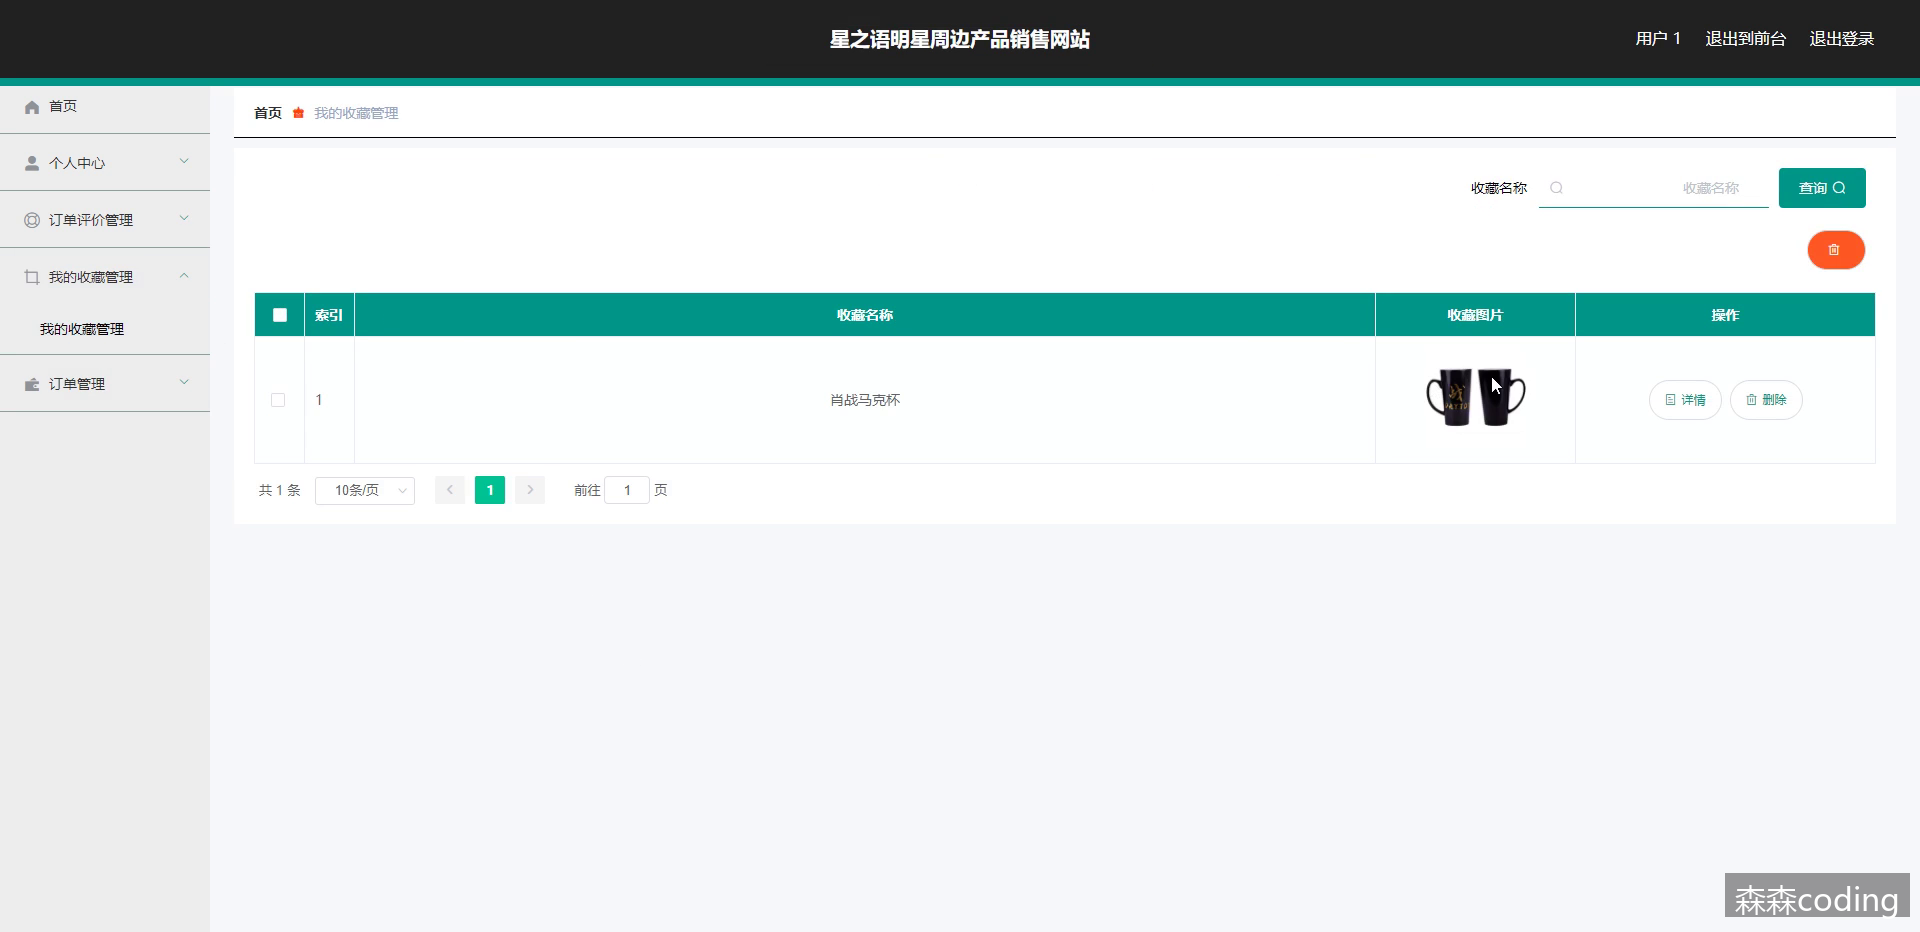 星之语明星周边产品销售网站
用户 1 退出到前台 退出登录
首页
个人中心
订单评价管理
我的收藏管理
我的收藏管理
订单管理
首页 我的收藏管理
收藏名称 收藏名称 查询
索引 收藏名称 收藏图片 操作
1 肖战马克杯 详情 删除
共 1 条 10条/页 1 前往 1 页
森森coding